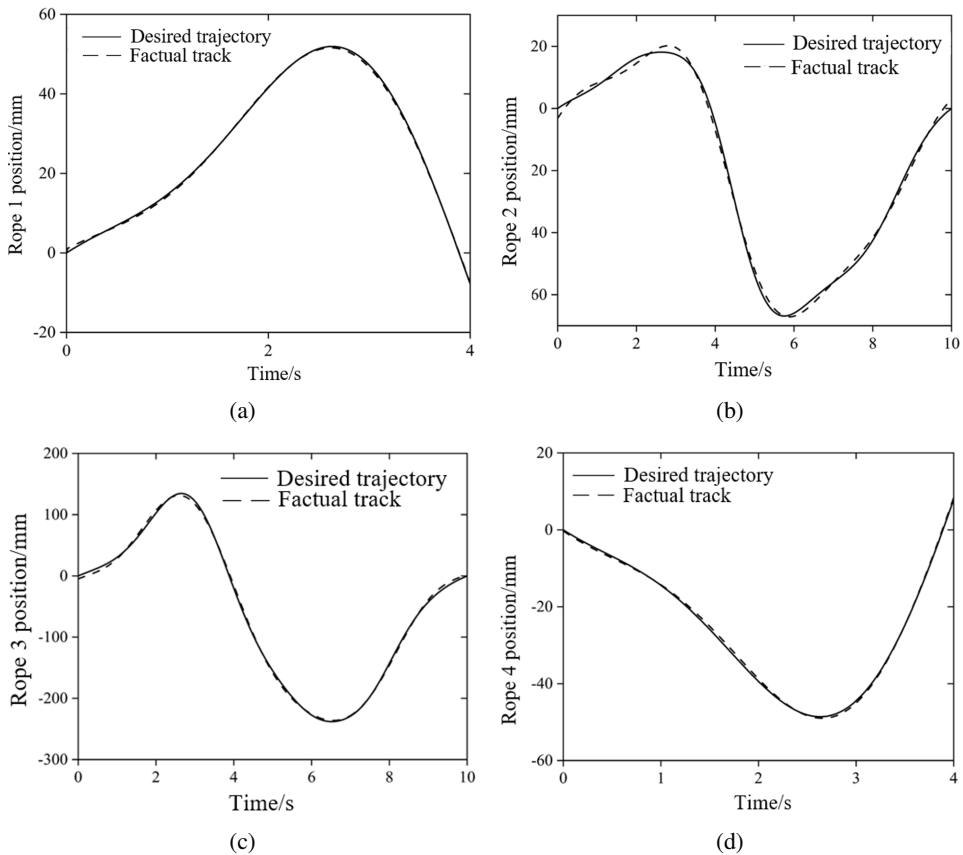 60
40
20
0
-20
Rope 1 position/mm
Desired trajectory
Factual track
0
2
4
Time/s
(a)
20
0
20
40
60
Rope 2 position/mm
Desired trajectory
Factual track
0
2
4
6
8
10
Time/s
(b)
200
100
0
-100
-200
-300
Rope 3 position/mm
Desired trajectory
Factual track
0
2
4
6
8
10
Time/s
(c)
20
0
-20
-40
-60
Rope 4 position/mm
Desired trajectory
Factual track
0
1
2
3
4
Time/s
(d)